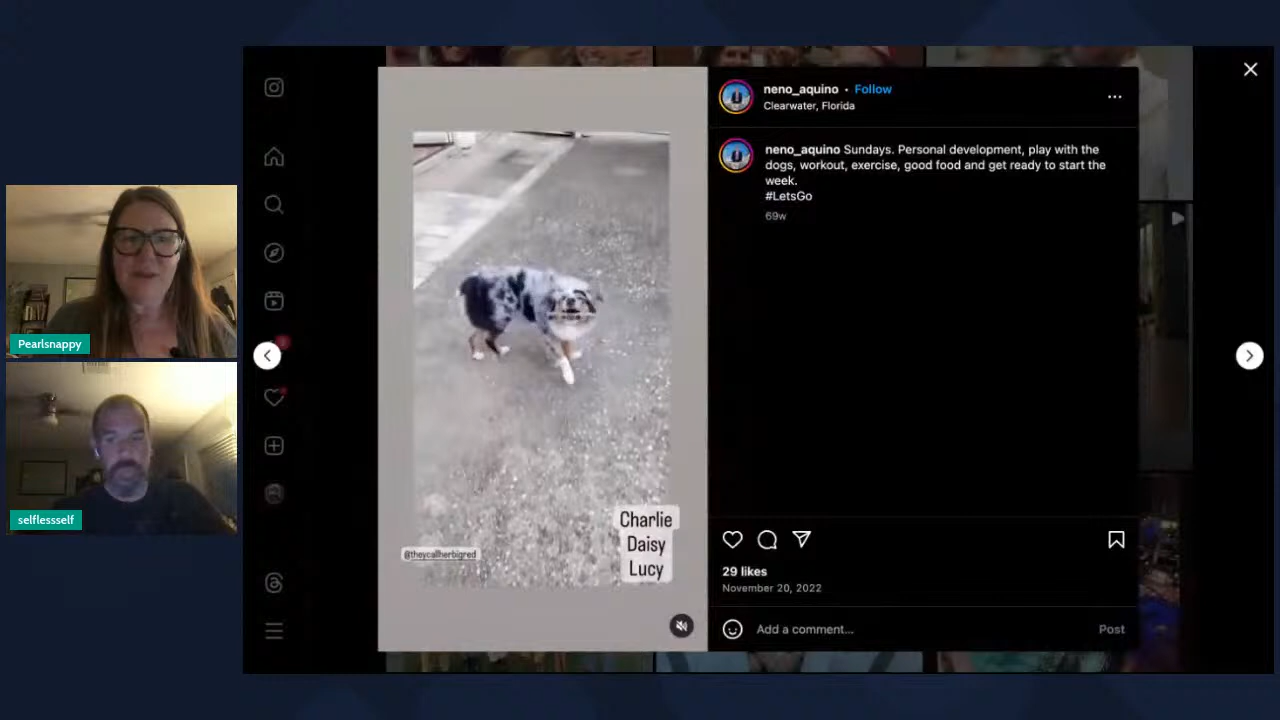 neno_aquino • Follow
Clearwater, Florida
neno_aquino Sundays. Personal development, play with the
dogs, workout, exercise, good food and get ready to start the
week.
#LetsGo
69w
Pearlsnappy
selflessself
Charlie
Daisy
Lucy
@theycallherbigred
29 likes
November 20, 2022
Add a comment...
Post